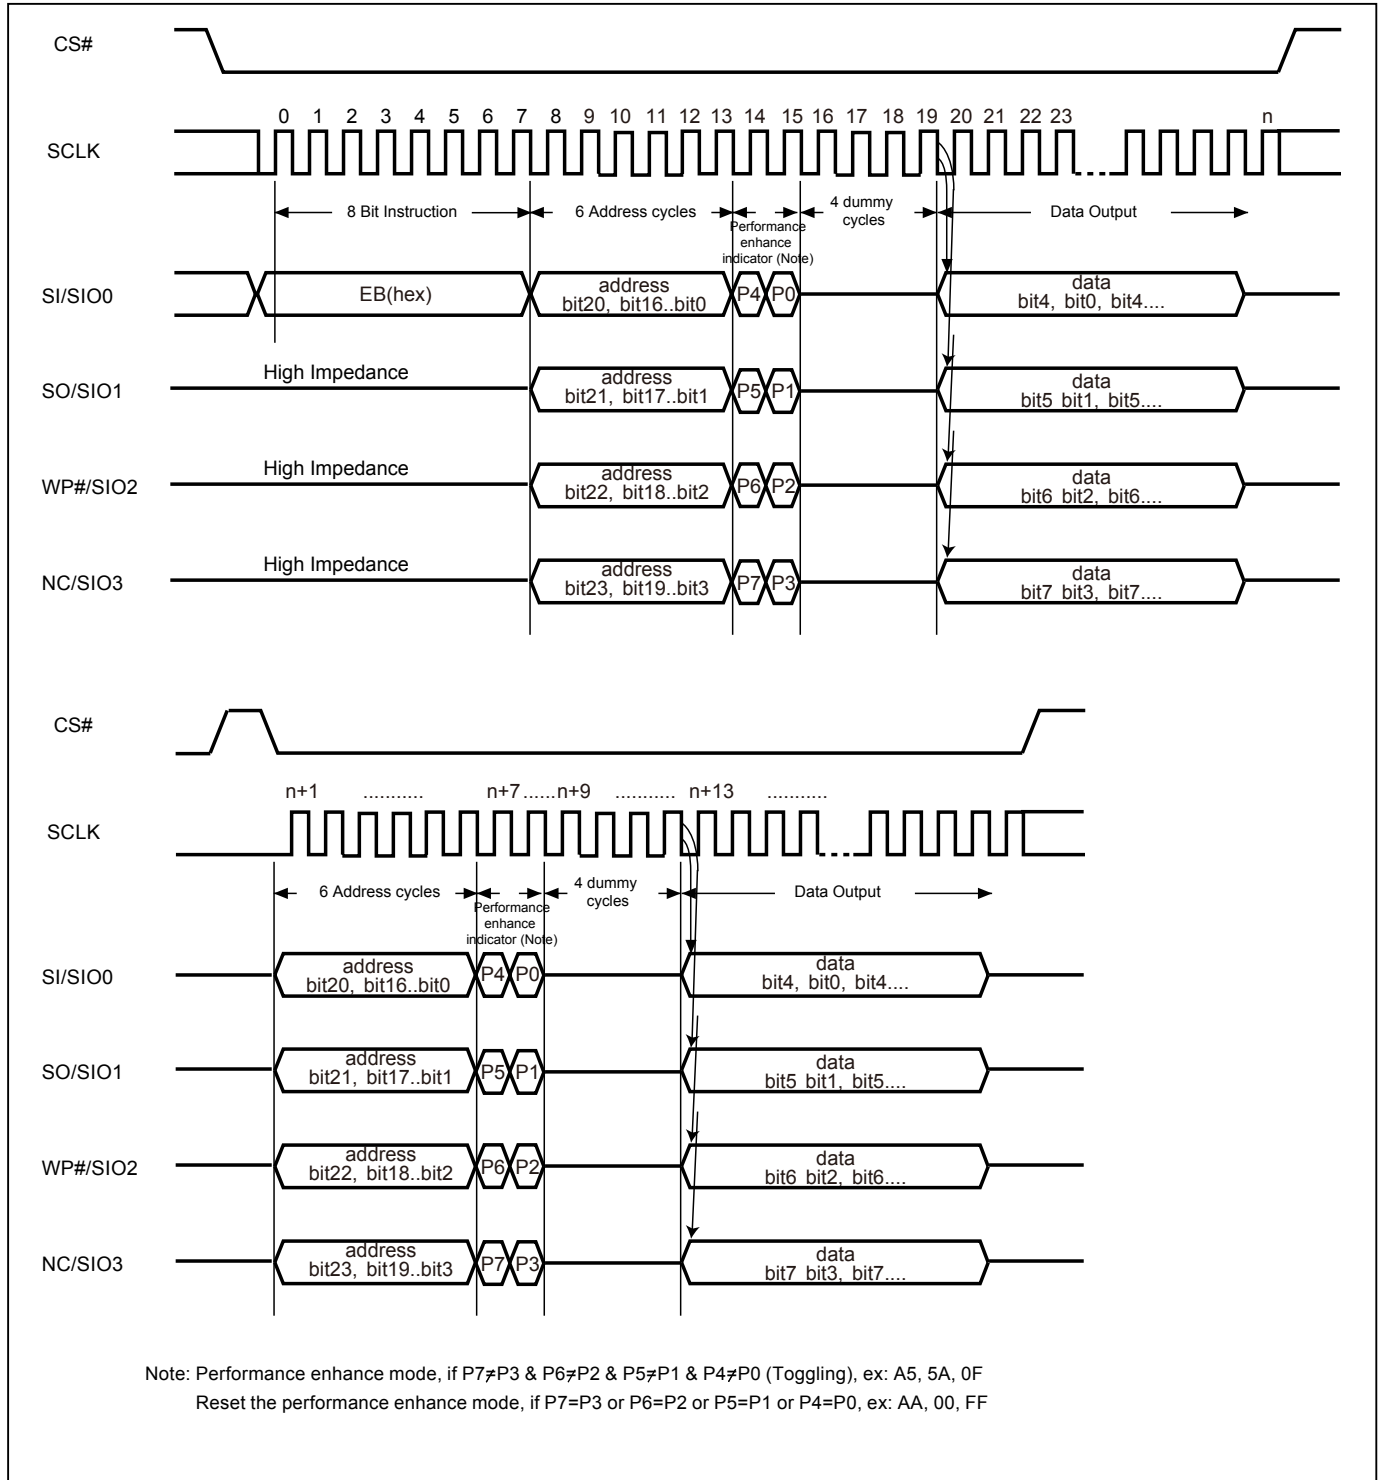 CS#
0 1 2 3 4 5 6 7 8 9 10 11 12 13 14 15 16 17 18 19 20 21 22 23 n
SCLK
8 Bit Instruction 6 Address cycles 4 dummy cycles Data Output
Performance enhance indicator (Note)
SI/SIO0 EB(hex) address bit20, bit16..bit0 P4 P0 data bit4, bit0, bit4....
SO/SIO1 High Impedance address bit21, bit17..bit1 P5 P1 data bit5 bit1, bit5....
WP#/SIO2 High Impedance address bit22, bit18..bit2 P6 P2 data bit6 bit2, bit6....
NC/SIO3 High Impedance address bit23, bit19..bit3 P7 P3 data bit7 bit3, bit7....
CS#
n+1 ........... n+7 ......n+9 ........... n+13 ...........
SCLK
6 Address cycles 4 dummy cycles Data Output
Performance enhance indicator (Note)
SI/SIO0 address bit20, bit16..bit0 P4 P0 data bit4, bit0, bit4....
SO/SIO1 address bit21, bit17..bit1 P5 P1 data bit5 bit1, bit5....
WP#/SIO2 address bit22, bit18..bit2 P6 P2 data bit6 bit2, bit6....
NC/SIO3 address bit23, bit19..bit3 P7 P3 data bit7 bit3, bit7....
Note: Performance enhance mode, if P7≠P3 & P6≠P2 & P5≠P1 & P4≠P0 (Toggling), ex: A5, 5A, 0F
Reset the performance enhance mode, if P7=P3 or P6=P2 or P5=P1 or P4=P0, ex: AA, 00, FF